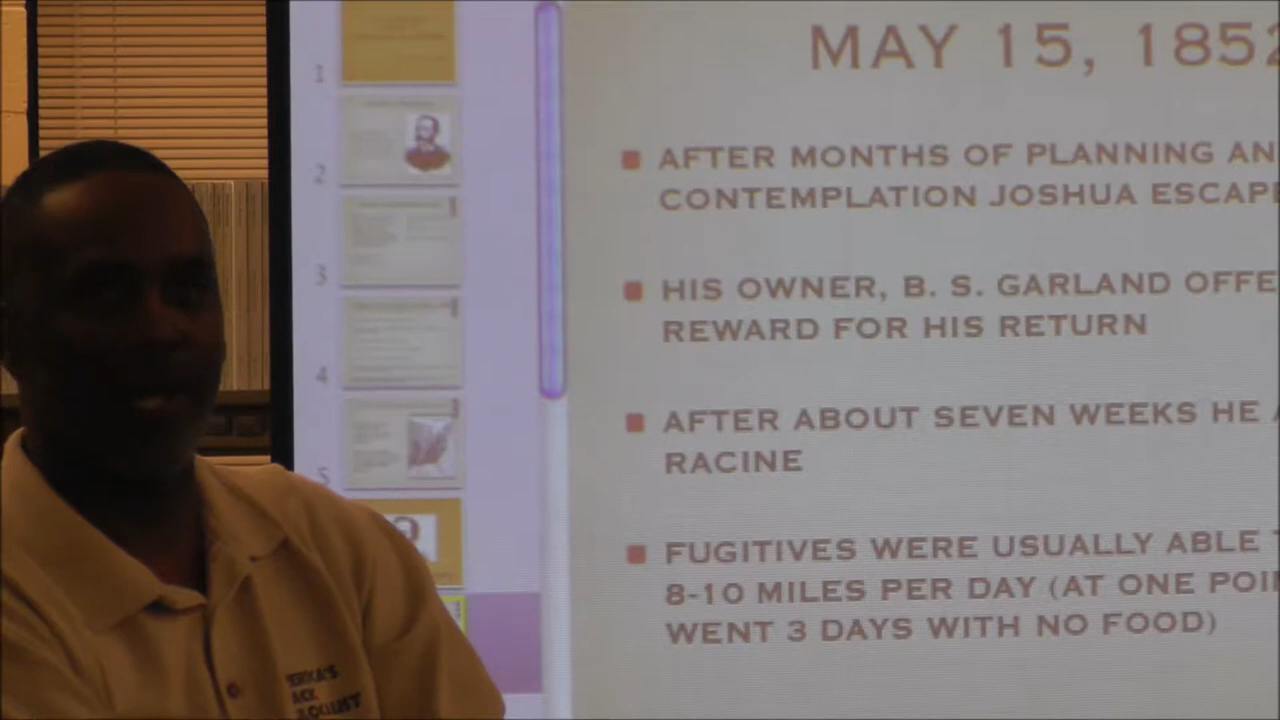 MAY 15, 1852
AFTER MONTHS OF PLANNING AN
CONTEMPLATION JOSHUA ESCAP
HIS OWNER, B. S. GARLAND OFFE
REWARD FOR HIS RETURN
AFTER ABOUT SEVEN WEEKS HE
RACINE
FUGITIVES WERE USUALLY ABLE
8-10 MILES PER DAY (AT ONE POI
WENT 3 DAYS WITH NO FOOD)
1
2
3
4
5